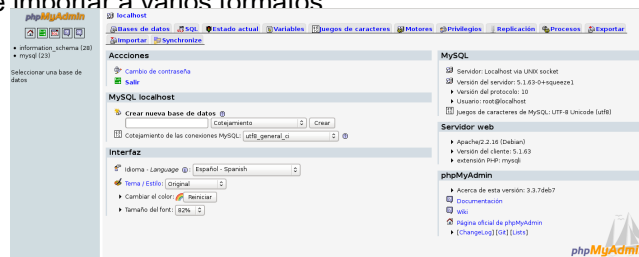 e importar a varios formatos
phpMyAdmin
information_schema (28)
mysql (23)
Seleccionar una base de
datos
localhost
Bases de datos SQL Estado actual Variables Juegos de caracteres Motores Privilegios Replicación Procesos Exportar
Importar Synchronize
Accciones
Cambio de contraseña
Salir
MySQL localhost
Crear nueva base de datos
Cotejamiento Crear
Cotejamiento de las conexiones MySQL: utf8_general_ci
Interfaz
Idioma - Language : Español - Spanish
Tema / Estilo: Original
Cambiar el color: Reiniciar
Tamaño del font: 82%
MySQL
Servidor: Localhost via UNIX socket
Versión del servidor: 5.1.63-0+squeeze1
Versión del protocolo: 10
Usuario: root@localhost
Juegos de caracteres de MySQL: UTF-8 Unicode (utf8)
Servidor web
Apache/2.2.16 (Debian)
Versión del cliente: 5.1.63
extensión PHP: mysqli
phpMyAdmin
Acerca de esta versión: 3.3.7deb7
Documentación
Wiki
Página oficial de phpMyAdmin
[ChangeLog] [Git] [Lists]
phpMyAdmi